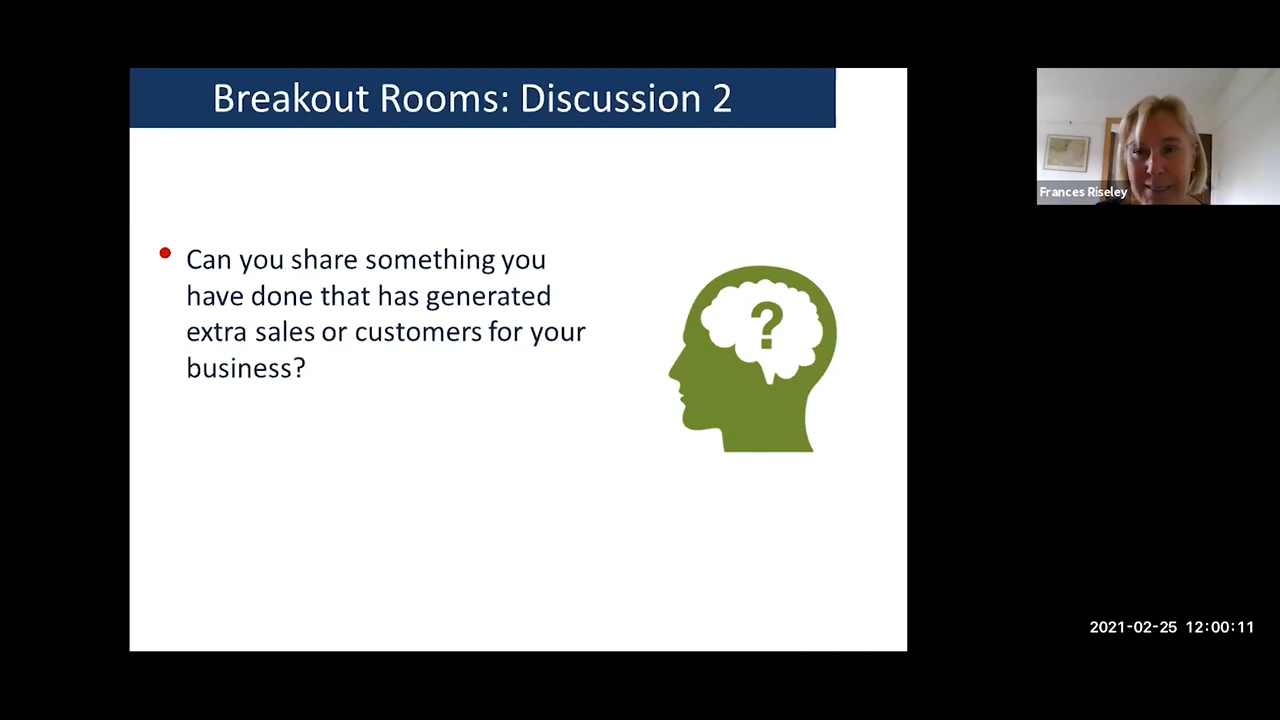 Breakout Rooms: Discussion 2
Frances Riseley
Can you share something you
have done that has generated
extra sales or customers for your
business?
?
2021-02-25 12:00:11